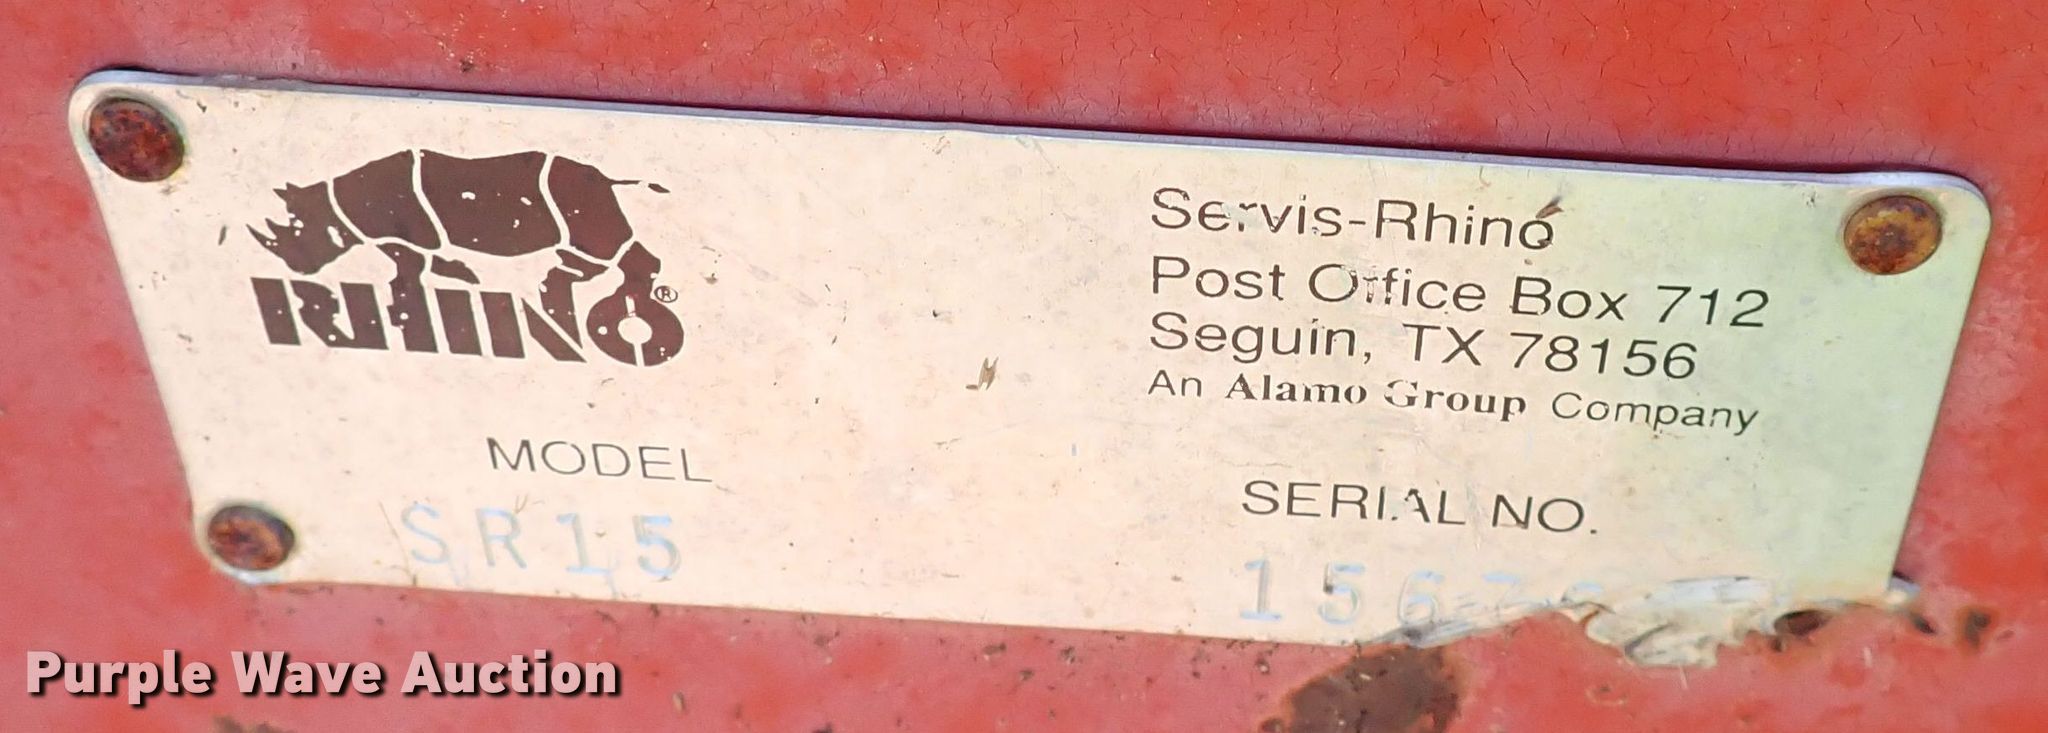 RHINO®
Servis-Rhino
Post Office Box 712
Seguin, TX 78156
An Alamo Group Company
MODEL
SR15
SERIAL NO.
Purple Wave Auction